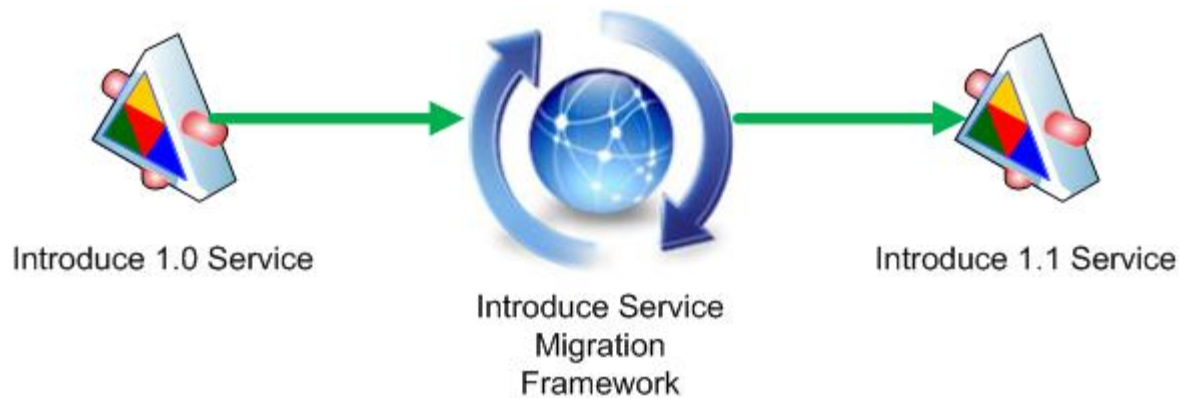 Introduce 1.0 Service
Introduce Service
Migration
Framework
Introduce 1.1 Service